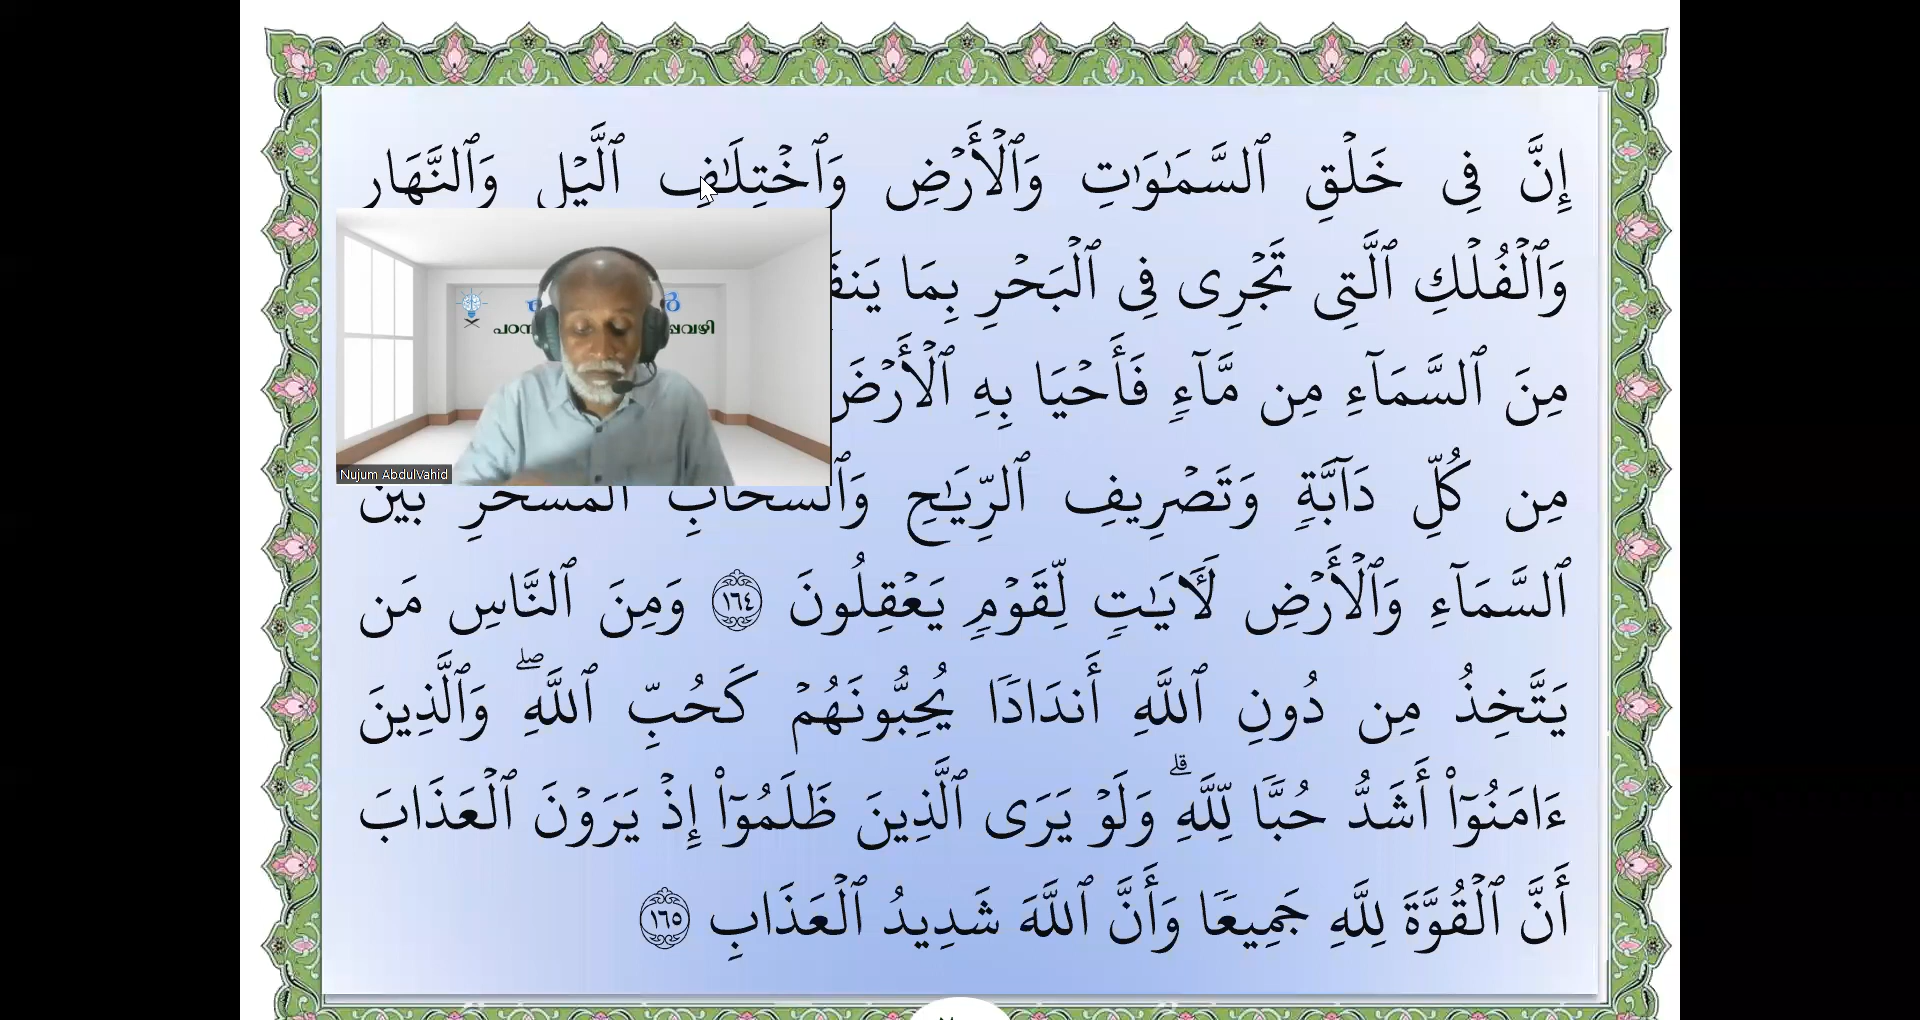 إِنَّ فِى خَلْقِ ٱلسَّمَـٰوَٰتِ وَٱلْأَرْضِ وَٱخْتِلَـٰفِ ٱلَّيْلِ وَٱلنَّهَارِ
وَٱلْفُلْكِ ٱلَّتِى تَجْرِى فِى ٱلْبَحْرِ بِمَا
مِنَ ٱلسَّمَآءِ مِن مَّآءٍ فَأَحْيَا بِهِ ٱلْأَرْضَ
مِن كُلِّ دَآبَّةٍ وَتَصْرِيفِ ٱلرِّيَـٰحِ وَٱلسَّحَابِ ٱلْمُسَخَّرِ بَيْنَ
ٱلسَّمَآءِ وَٱلْأَرْضِ لَـَٔايَـٰتٍ لِّقَوْمٍ يَعْقِلُونَ ١٦٤ وَمِنَ ٱلنَّاسِ مَن
يَتَّخِذُ مِن دُونِ ٱللَّهِ أَندَادًا يُحِبُّونَهُمْ كَحُبِّ ٱللَّهِ ۖ وَٱلَّذِينَ
ءَامَنُوٓا۟ أَشَدُّ حُبًّا لِّلَّهِ ۗ وَلَوْ يَرَى ٱلَّذِينَ ظَلَمُوٓا۟ إِذْ يَرَوْنَ ٱلْعَذَابَ
أَنَّ ٱلْقُوَّةَ لِلَّهِ جَمِيعًا وَأَنَّ ٱللَّهَ شَدِيدُ ٱلْعَذَابِ ١٦٥
Nujum AbdulVahid